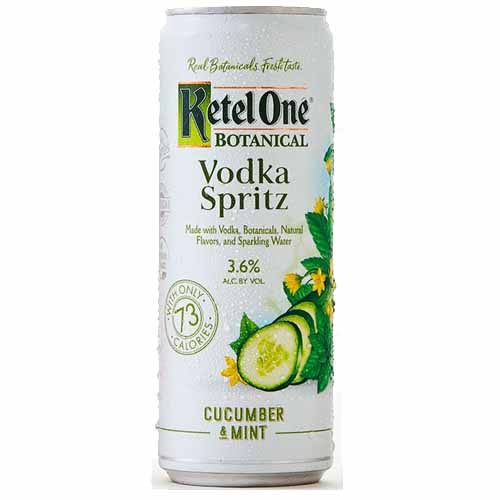 Real Botanicals. Fresh taste.
Ketel One®
BOTANICAL
Vodka
Spritz
Made with Vodka, Botanicals, Natural
Flavors, and Sparkling Water
3.6%
ALC. BY VOL.
WITH ONLY
73
CALORIES
CUCUMBER
& MINT